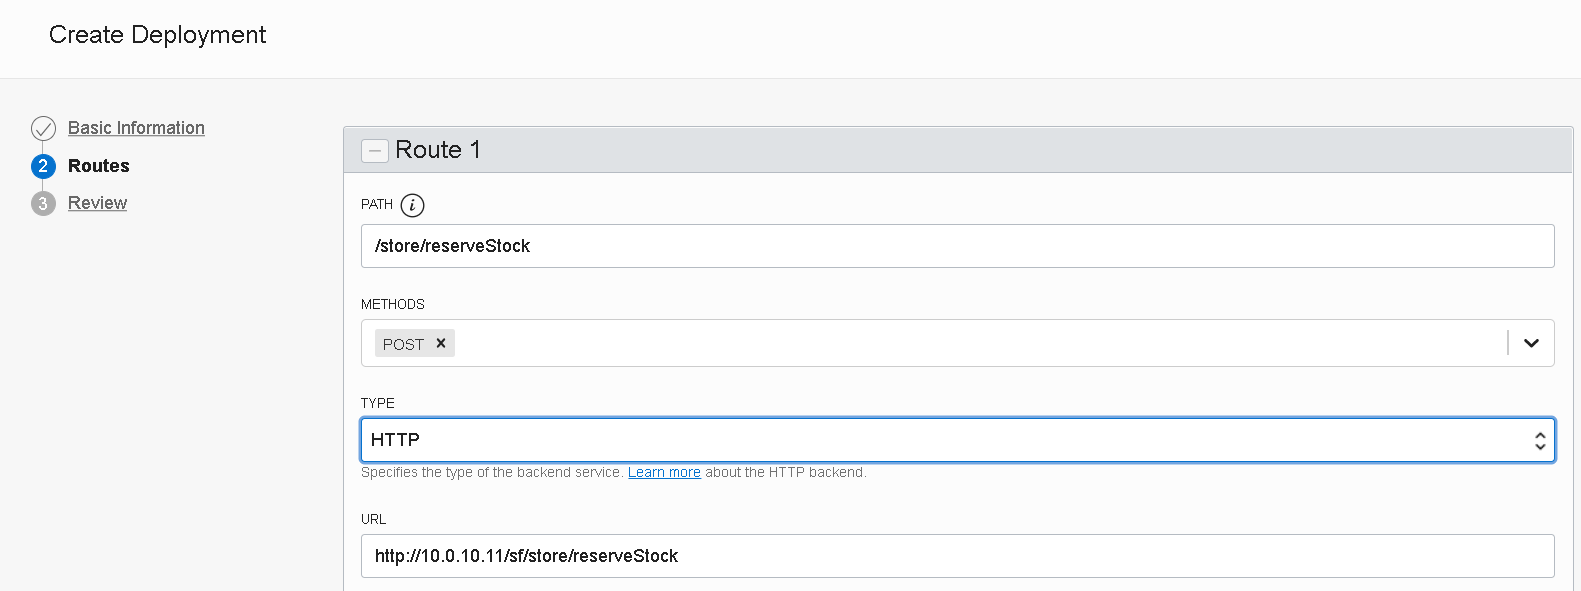 Create Deployment
Basic Information
2 Routes
3 Review
Route 1
PATH i
/store/reserveStock
METHODS
POST ×
TYPE
HTTP
Specifies the type of the backend service. Learn more about the HTTP backend.
URL
http://10.0.10.11/sf/store/reserveStock